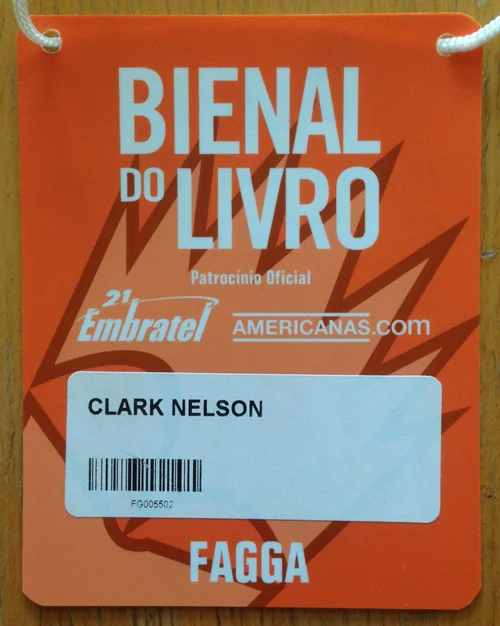 BIENAL
DO LIVRO
Patrocínio Oficial
21
Embratel AMERICANAS.com
CLARK NELSON
FG005502
FAGGA